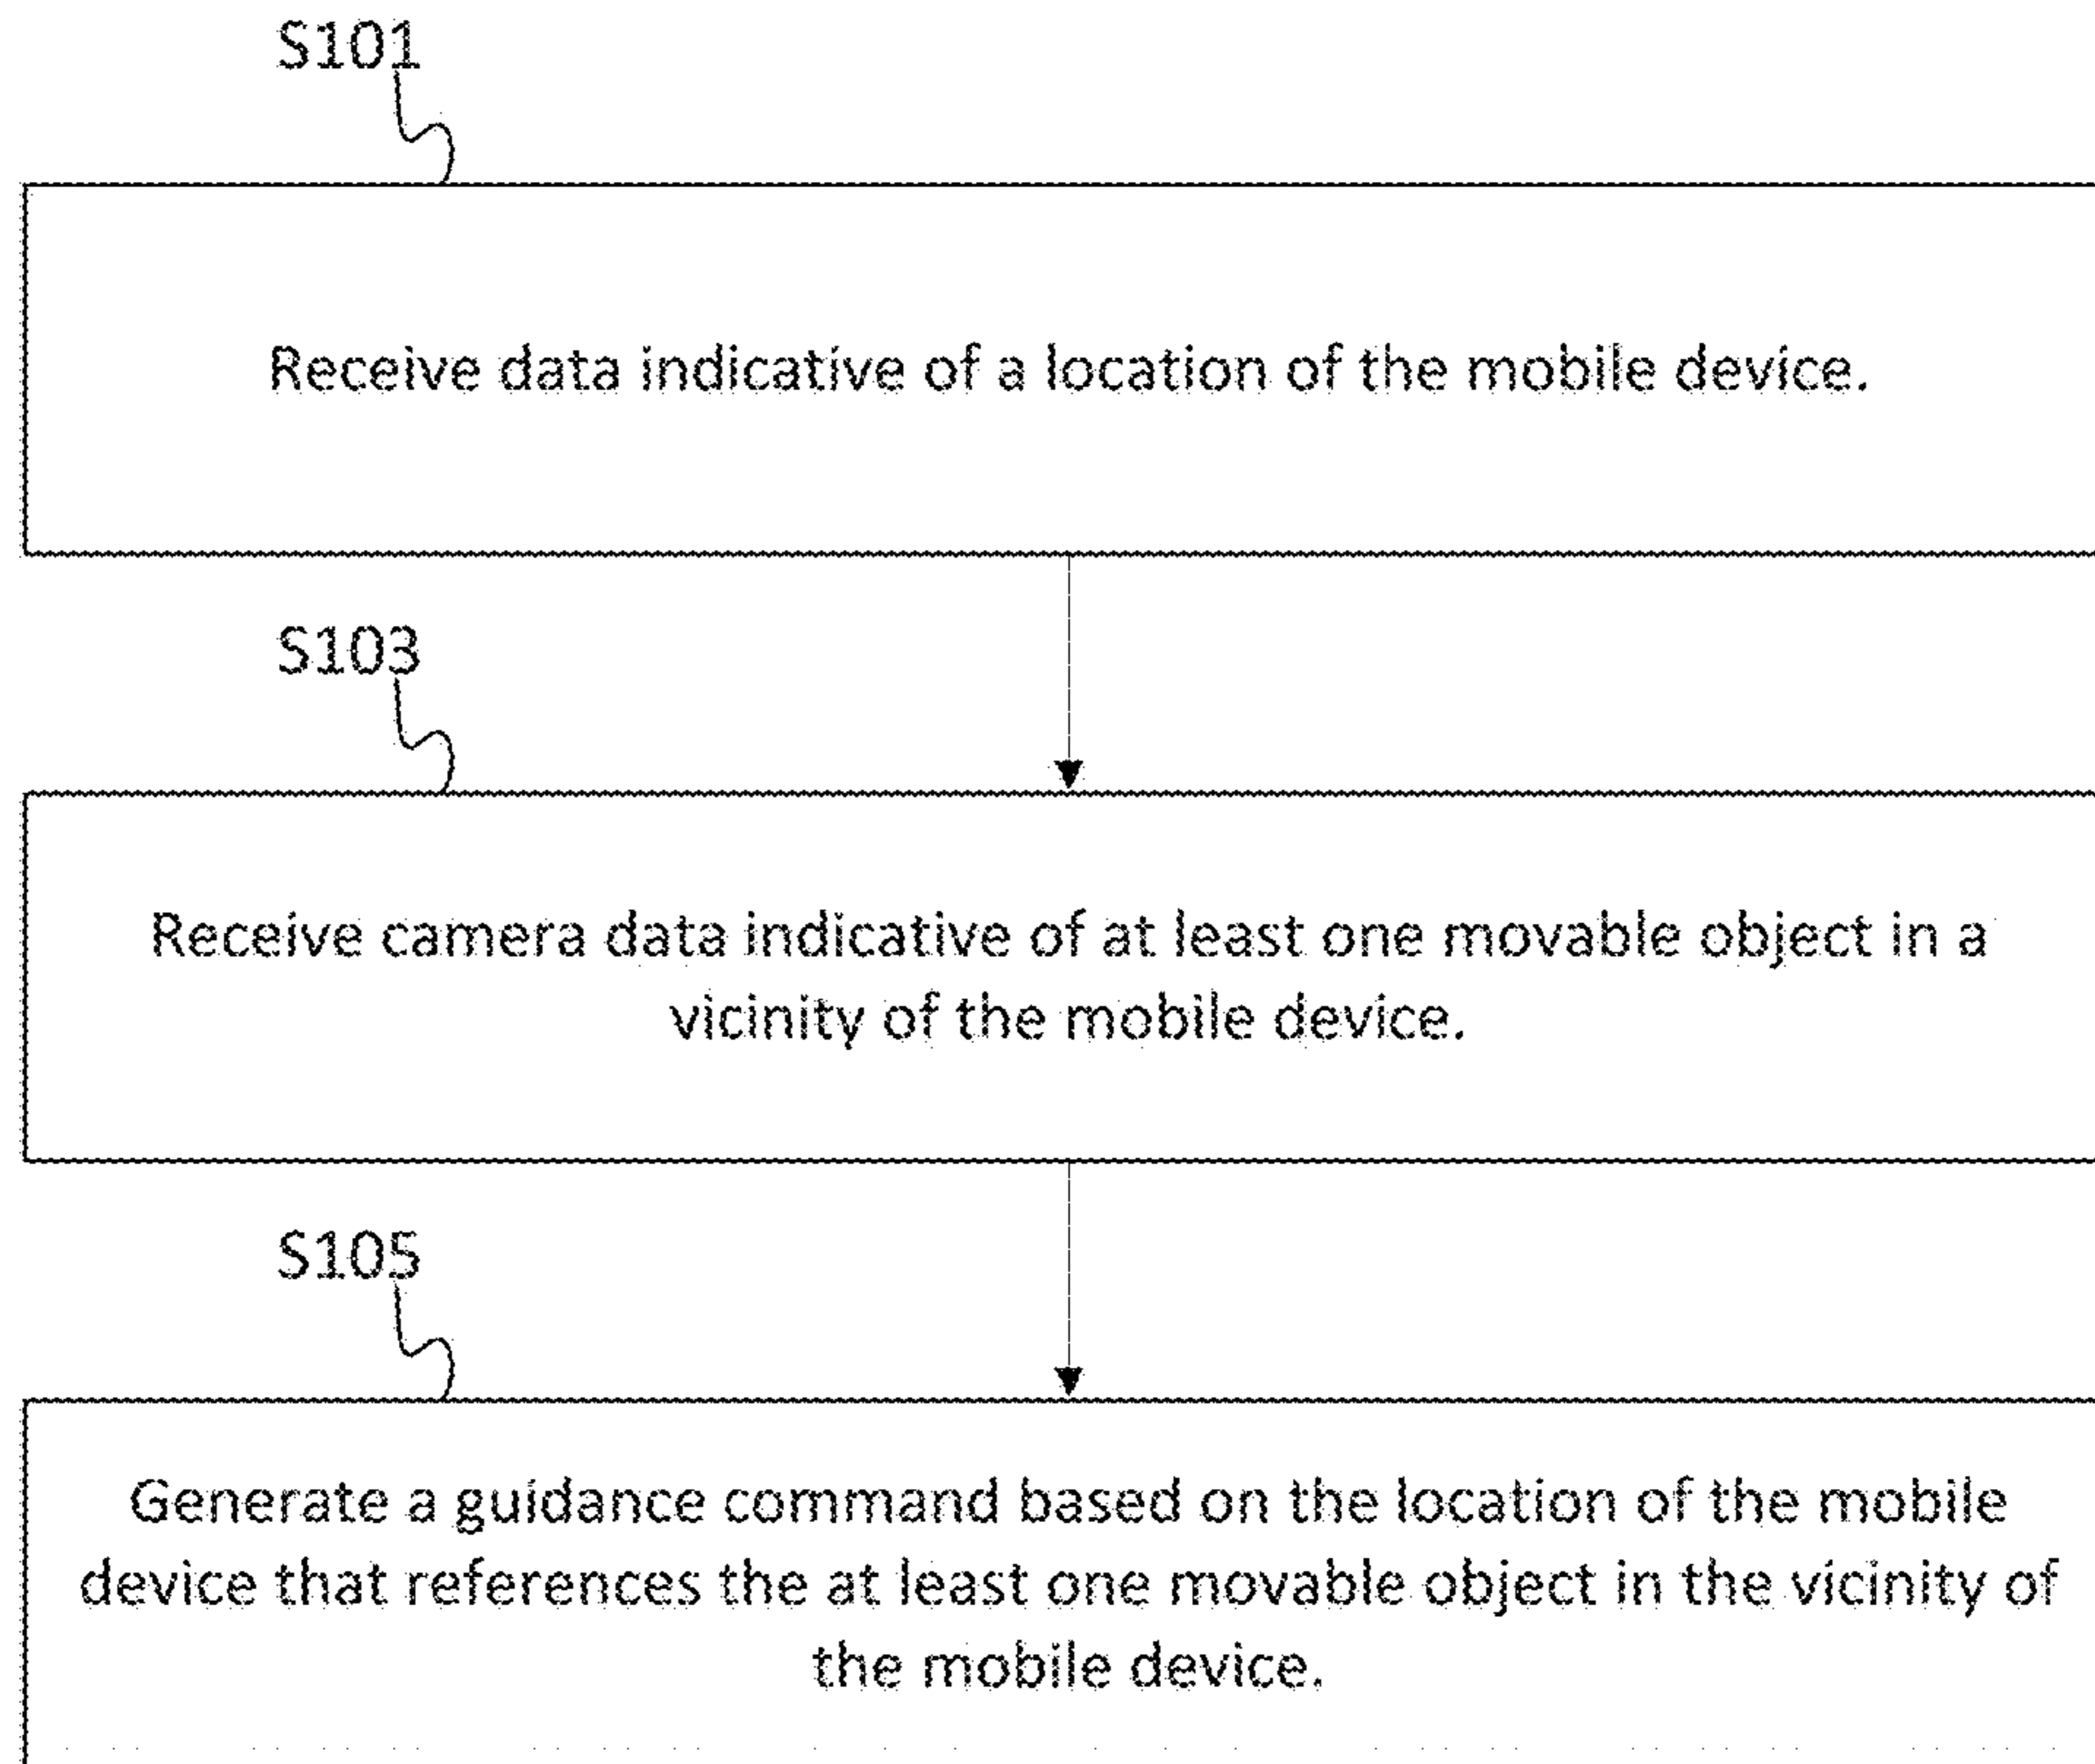 S101
Receive data indicative of a location of the mobile device.
S103
Receive camera data indicative of at least one movable object in a
vicinity of the mobile device.
S105
Generate a guidance command based on the location of the mobile
device that references the at least one movable object in the vicinity of
the mobile device.